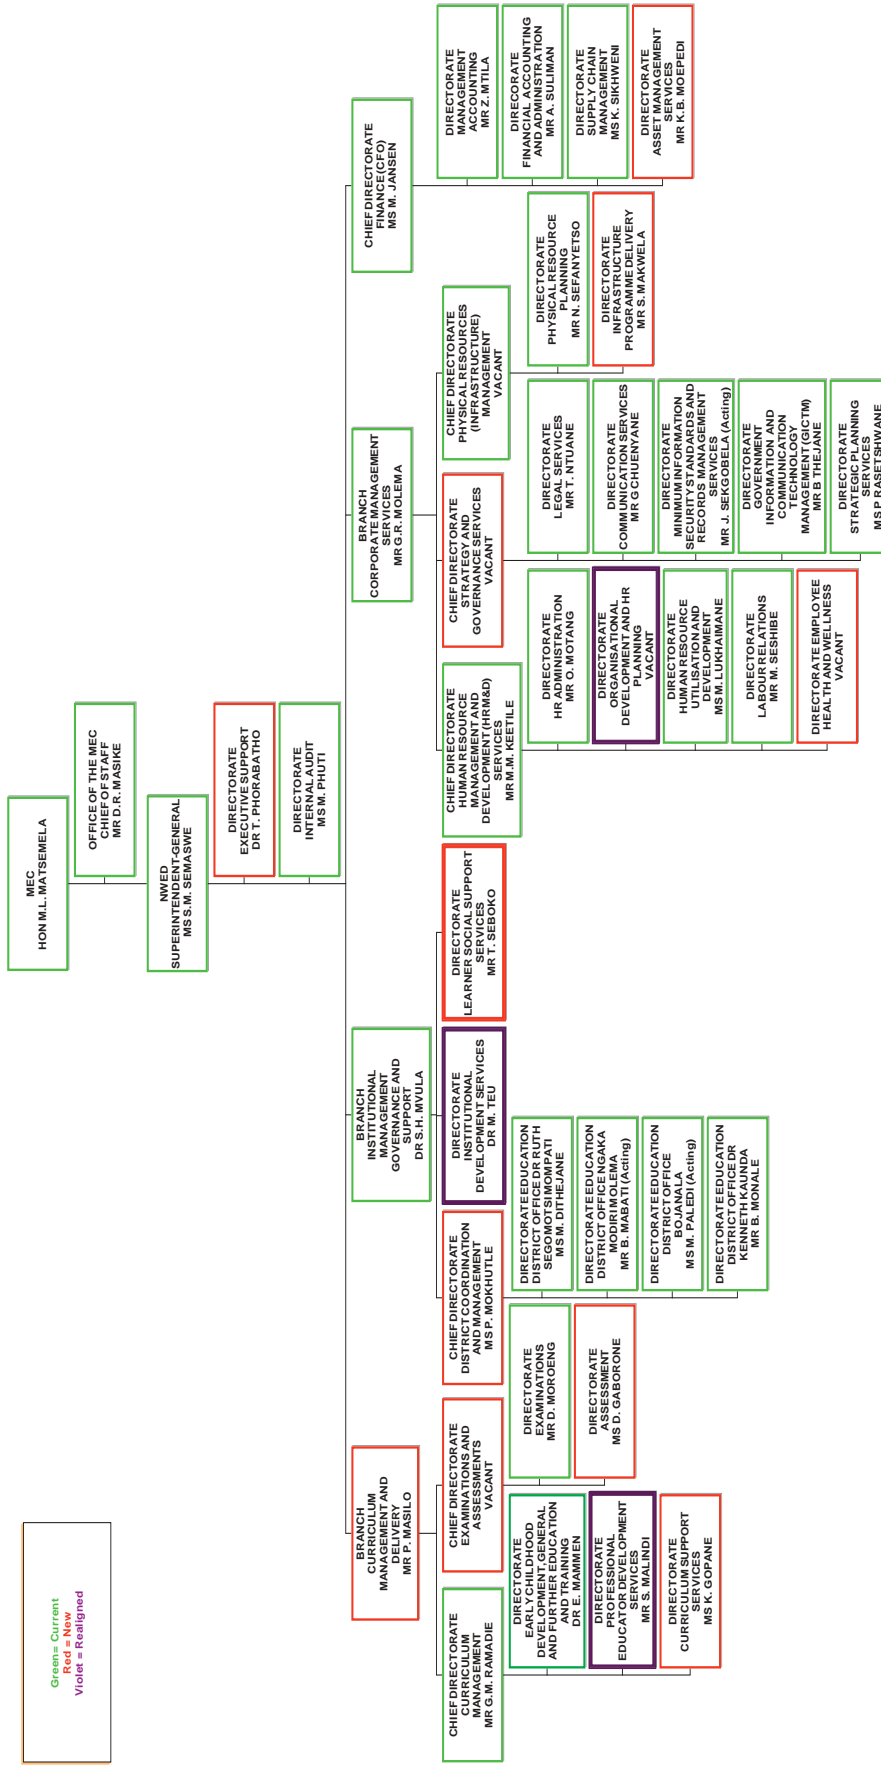 Green= Current
Red = New
Violet = Realigned
MEC
HON M.L. MATSEMELA
OFFICE OF THE MEC
CHIEF OF STAFF
MR D.R. MASIKE
NWED
SUPERINTENDENT-GENERAL
MS S.M. SEMASWE
DIRECTORATE
EXECUTIVE SUPPORT
DR T. PHORABATHO
DIRECTORATE
INTERNAL AUDIT
MS M. PHUTI
BRANCH
CURRICULUM
MANAGEMENT AND
DELIVERY
MR P. MASILO
BRANCH
INSTITUTIONAL
MANAGEMENT
GOVERNANCE AND
SUPPORT
DR S.H. MVULA
BRANCH
CORPORATE MANAGEMENT
SERVICES
MR G.R. MOLEMA
CHIEF DIRECTORATE
FINANCE (CFO)
MS M. JANSEN
CHIEF DIRECTORATE
CURRICULUM
MANAGEMENT
MR G.M. RAMADIE
DIRECTORATE
EARLY CHILDHOOD
DEVELOPMENT, GENERAL
AND FURTHER EDUCATION
AND TRAINING
DR E. MAMMEN
DIRECTORATE
PROFESSIONAL
EDUCATOR DEVELOPMENT
SERVICES
MR S. MALINDI
DIRECTORATE
CURRICULUM SUPPORT
SERVICES
MS K. GOPANE
CHIEF DIRECTORATE
EXAMINATIONS AND
ASSESSMENTS
VACANT
DIRECTORATE
EXAMINATIONS
MR D. MOROENG
DIRECTORATE
ASSESSMENT
MS D. GABORONE
CHIEF DIRECTORATE
DISTRICT COORDINATION
AND MANAGEMENT
MS P. MOKHUTLE
DIRECTORATE EDUCATION
DISTRICT OFFICE DR RUTH
SEGOMOTSI MOMPATI
MS M. DITHEJANE
DIRECTORATE EDUCATION
DISTRICT OFFICE NGAKA
MODIRI MOLEMA
MR B. MABATI (Acting)
DIRECTORATE EDUCATION
DISTRICT OFFICE
BOJANALA
MS M. PALEDI (Acting)
DIRECTORATE EDUCATION
DISTRICT OFFICE DR
KENNETH KAUNDA
MR B. MONALE
DIRECTORATE
INSTITUTIONAL
DEVELOPMENT SERVICES
DR M. TEU
DIRECTORATE
LEARNER SOCIAL SUPPORT
SERVICES
MR T. SEBOKO
CHIEF DIRECTORATE
HUMAN RESOURCE
MANAGEMENT AND
DEVELOPMENT (HRM&D)
SERVICES
MR M.M. KEETILE
DIRECTORATE
HR ADMINISTRATION
MR O. MOTANG
DIRECTORATE
ORGANISATIONAL
DEVELOPMENT AND HR
PLANNING
VACANT
DIRECTORATE
HUMAN RESOURCE
UTILISATION AND
DEVELOPMENT
MS M. LUKHAIMANE
DIRECTORATE
LABOUR RELATIONS
MR M. SESHIBE
DIRECTORATE EMPLOYEE
HEALTH AND WELLNESS
VACANT
CHIEF DIRECTORATE
STRATEGY AND
GOVERNANCE SERVICES
VACANT
DIRECTORATE
LEGAL SERVICES
MR T. NTUANE
DIRECTORATE
COMMUNICATION SERVICES
MR G CHUENYANE
DIRECTORATE
MINIMUM INFORMATION
SECURITY STANDARDS AND
RECORDS MANAGEMENT
SERVICES
MR J. SEKGOBELA (Acting)
DIRECTORATE
GOVERNMENT
INFORMATION AND
COMMUNICATION
TECHNOLOGY
MANAGEMENT (GICTM)
MR B THEJANE
DIRECTORATE
STRATEGIC PLANNING
SERVICES
MS P. RASETSHWANE
CHIEF DIRECTORATE
PHYSICAL RESOURCES
(INFRASTRUCTURE)
MANAGEMENT
VACANT
DIRECTORATE
PHYSICAL RESOURCE
PLANNING
MR N. SEFANYETSO
DIRECTORATE
INFRASTRUCTURE
PROGRAMME DELIVERY
MR S. MAKWELA
DIRECTORATE
MANAGEMENT
ACCOUNTING
MR Z. MTILA
DIRECORATE
FINANCIAL ACCOUNTING
AND ADMINISTRATION
MR A. SULIMAN
DIRECTORATE
SUPPLY CHAIN
MANAGEMENT
MS K. SIKHWENI
DIRECTORATE
ASSET MANAGEMENT
SERVICES
MR K.B. MOEPEDI